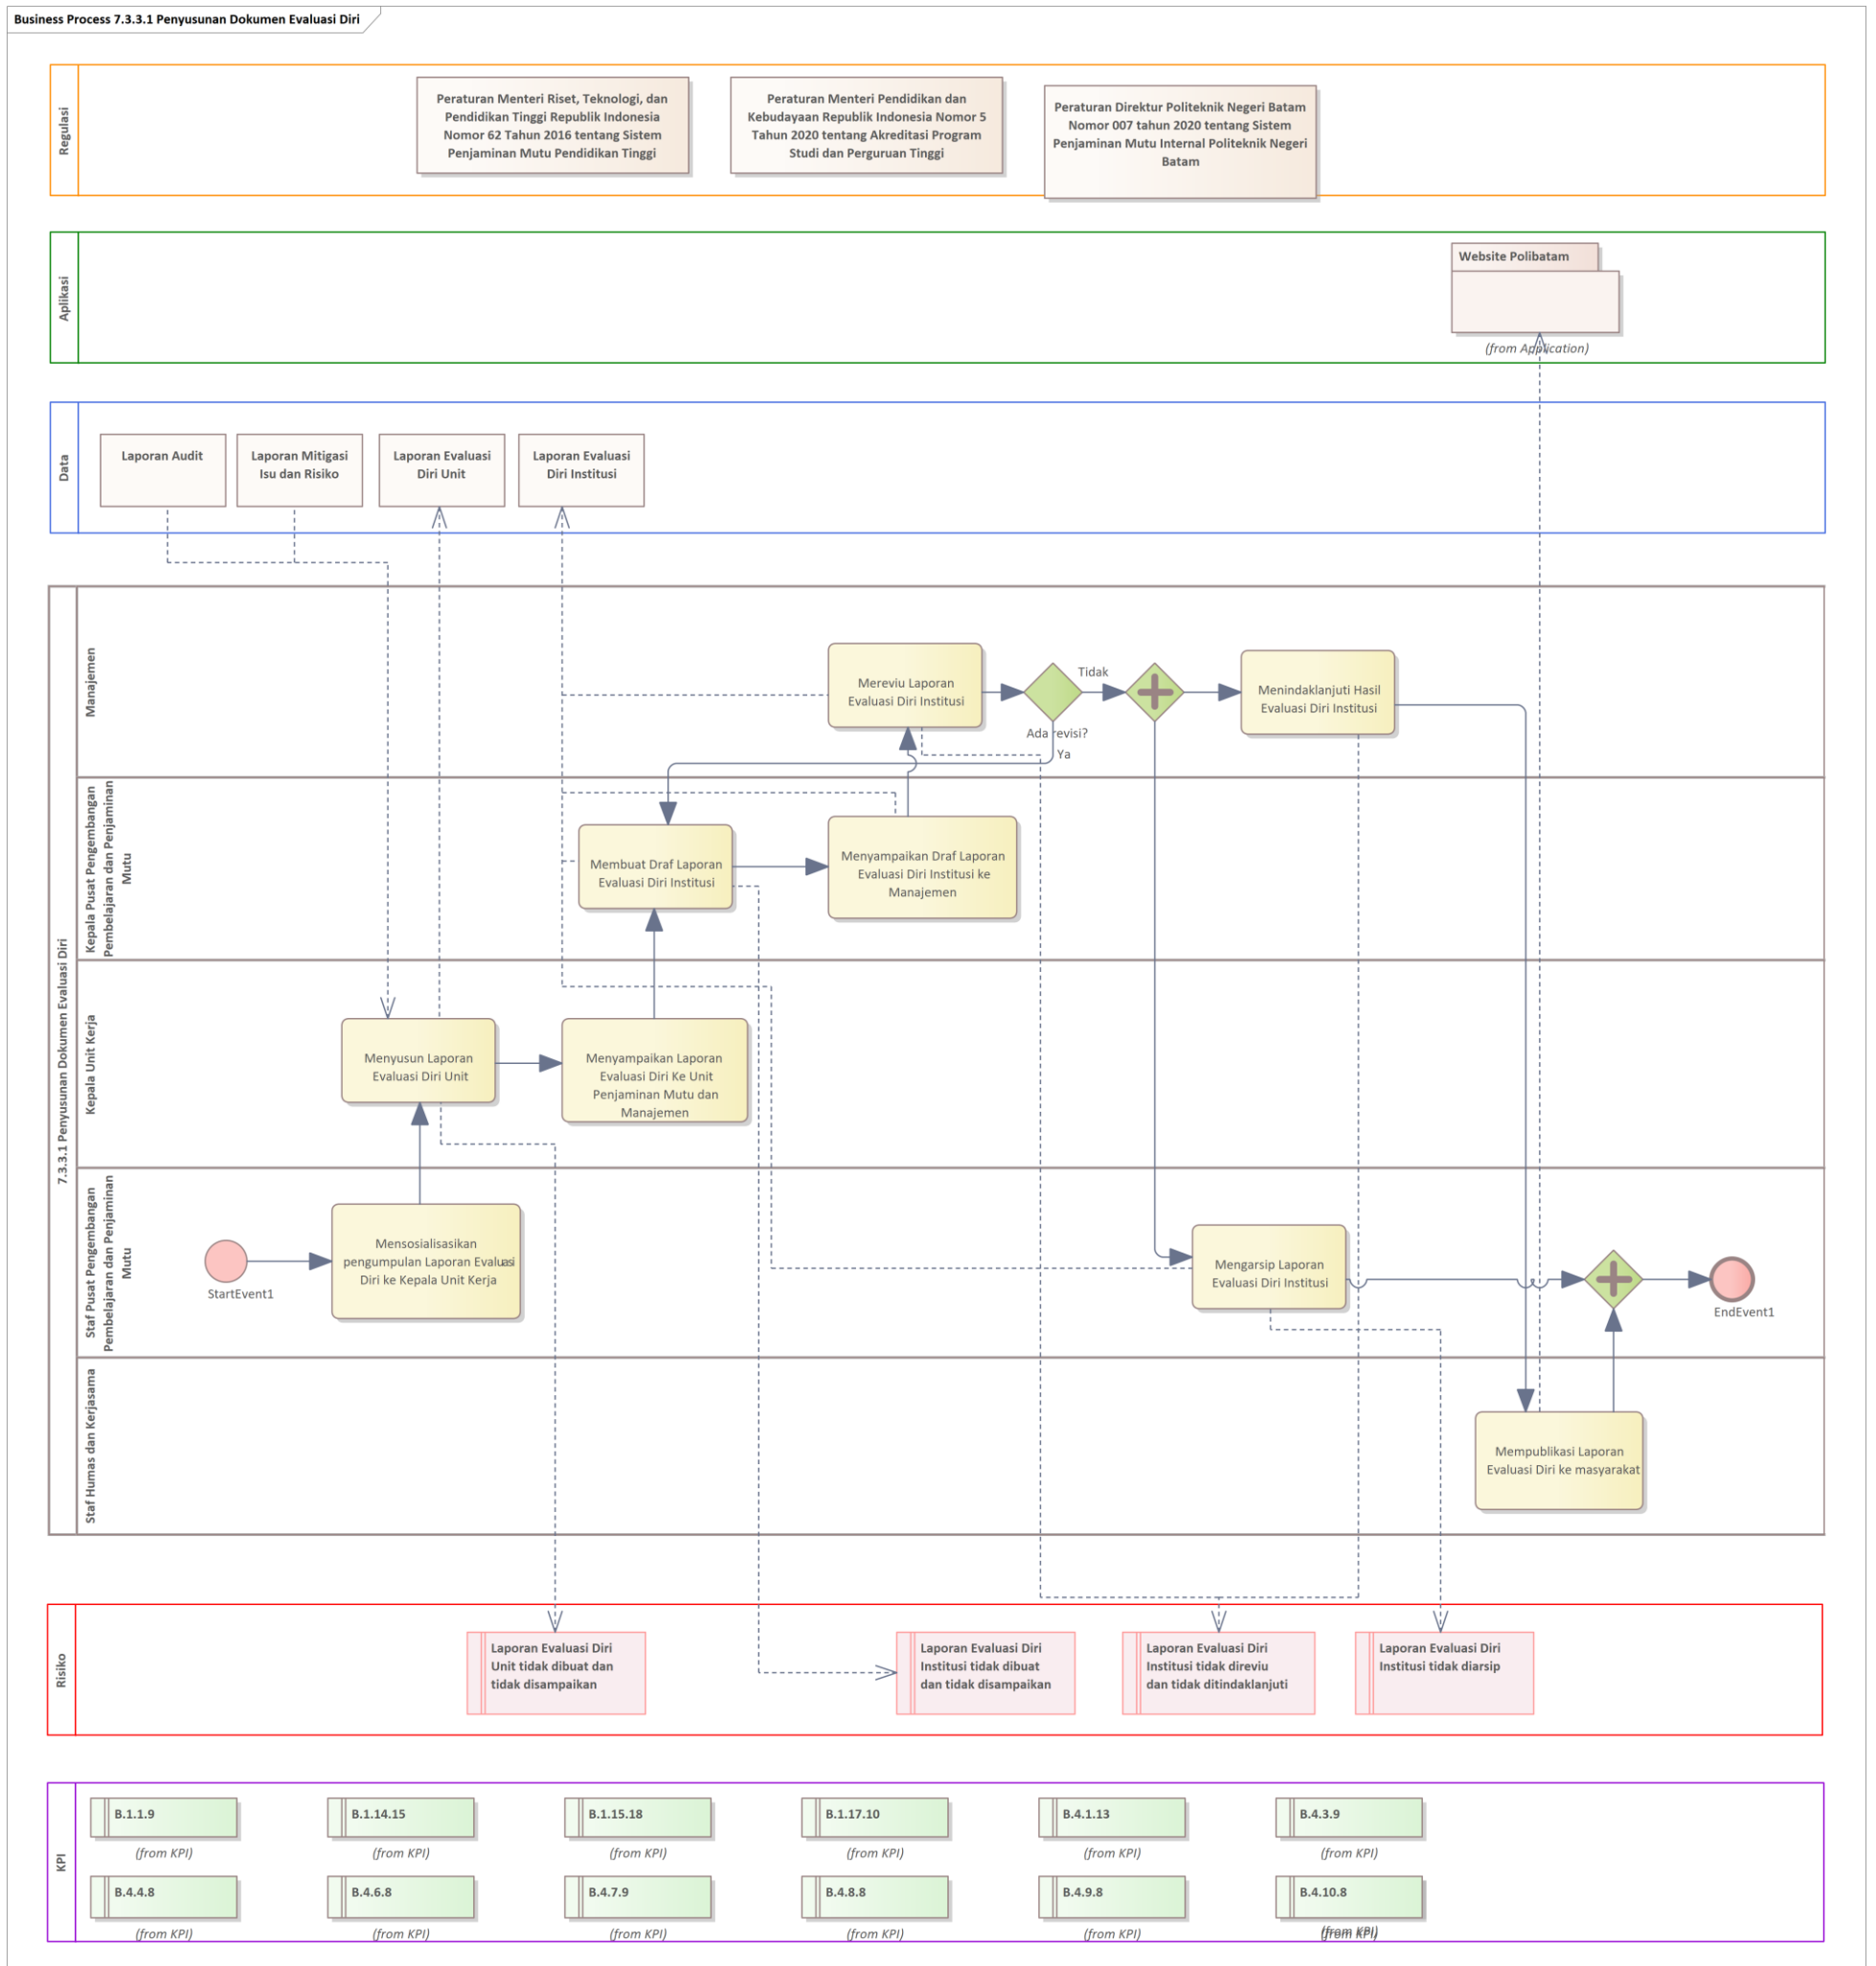 Business Process 7.3.3.1 Penyusunan Dokumen Evaluasi Diri
Regulasi
Peraturan Menteri Riset, Teknologi, dan
Pendidikan Tinggi Republik Indonesia
Nomor 62 Tahun 2016 tentang Sistem
Penjaminan Mutu Pendidikan Tinggi
Peraturan Menteri Pendidikan dan
Kebudayaan Republik Indonesia Nomor 5
Tahun 2020 tentang Akreditasi Program
Studi dan Perguruan Tinggi
Peraturan Direktur Politeknik Negeri Batam
Nomor 007 tahun 2020 tentang Sistem
Penjaminan Mutu Internal Politeknik Negeri
Batam
Aplikasi
Website Polibatam
(from Application)
Data
Laporan Audit
Laporan Mitigasi
Isu dan Risiko
Laporan Evaluasi
Diri Unit
Laporan Evaluasi
Diri Institusi
7.3.3.1 Penyusunan Dokumen Evaluasi Diri
Manajemen
Mereviu Laporan
Evaluasi Diri Institusi
Tidak
Ada revisi?
Ya
Menindaklanjuti Hasil
Evaluasi Diri Institusi
Kepala Pusat Pengembangan
Pembelajaran dan Penjaminan
Mutu
Membuat Draf Laporan
Evaluasi Diri Institusi
Menyampaikan Draf Laporan
Evaluasi Diri Institusi ke
Manajemen
Kepala Unit Kerja
Menyusun Laporan
Evaluasi Diri Unit
Menyampaikan Laporan
Evaluasi Diri Ke Unit
Penjaminan Mutu dan
Manajemen
Staf Pusat Pengembangan
Pembelajaran dan Penjaminan
Mutu
StartEvent1
Mensosialisasikan
pengumpulan Laporan Evaluasi
Diri ke Kepala Unit Kerja
Mengarsip Laporan
Evaluasi Diri Institusi
EndEvent1
Staf Humas dan Kerjasama
Mempublikasi Laporan
Evaluasi Diri ke masyarakat
Risiko
Laporan Evaluasi Diri
Unit tidak dibuat dan
tidak disampaikan
Laporan Evaluasi Diri
Institusi tidak dibuat
dan tidak disampaikan
Laporan Evaluasi Diri
Institusi tidak direviu
dan tidak ditindaklanjuti
Laporan Evaluasi Diri
Institusi tidak diarsip
KPI
B.1.1.9
(from KPI)
B.1.14.15
(from KPI)
B.1.15.18
(from KPI)
B.1.17.10
(from KPI)
B.4.1.13
(from KPI)
B.4.3.9
(from KPI)
B.4.4.8
(from KPI)
B.4.6.8
(from KPI)
B.4.7.9
(from KPI)
B.4.8.8
(from KPI)
B.4.9.8
(from KPI)
B.4.10.8
(from KPI)
(from KPI)